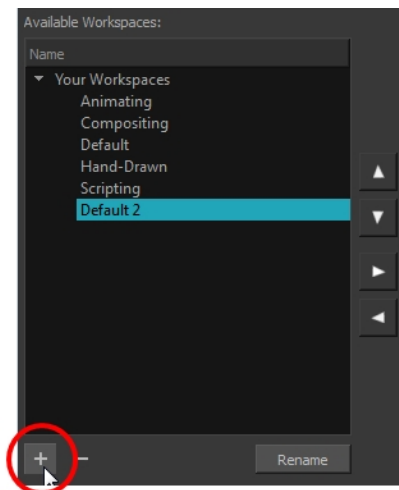 Available Workspaces:
Name
Your Workspaces
Animating
Compositing
Default
Hand-Drawn
Scripting
Default 2
Rename